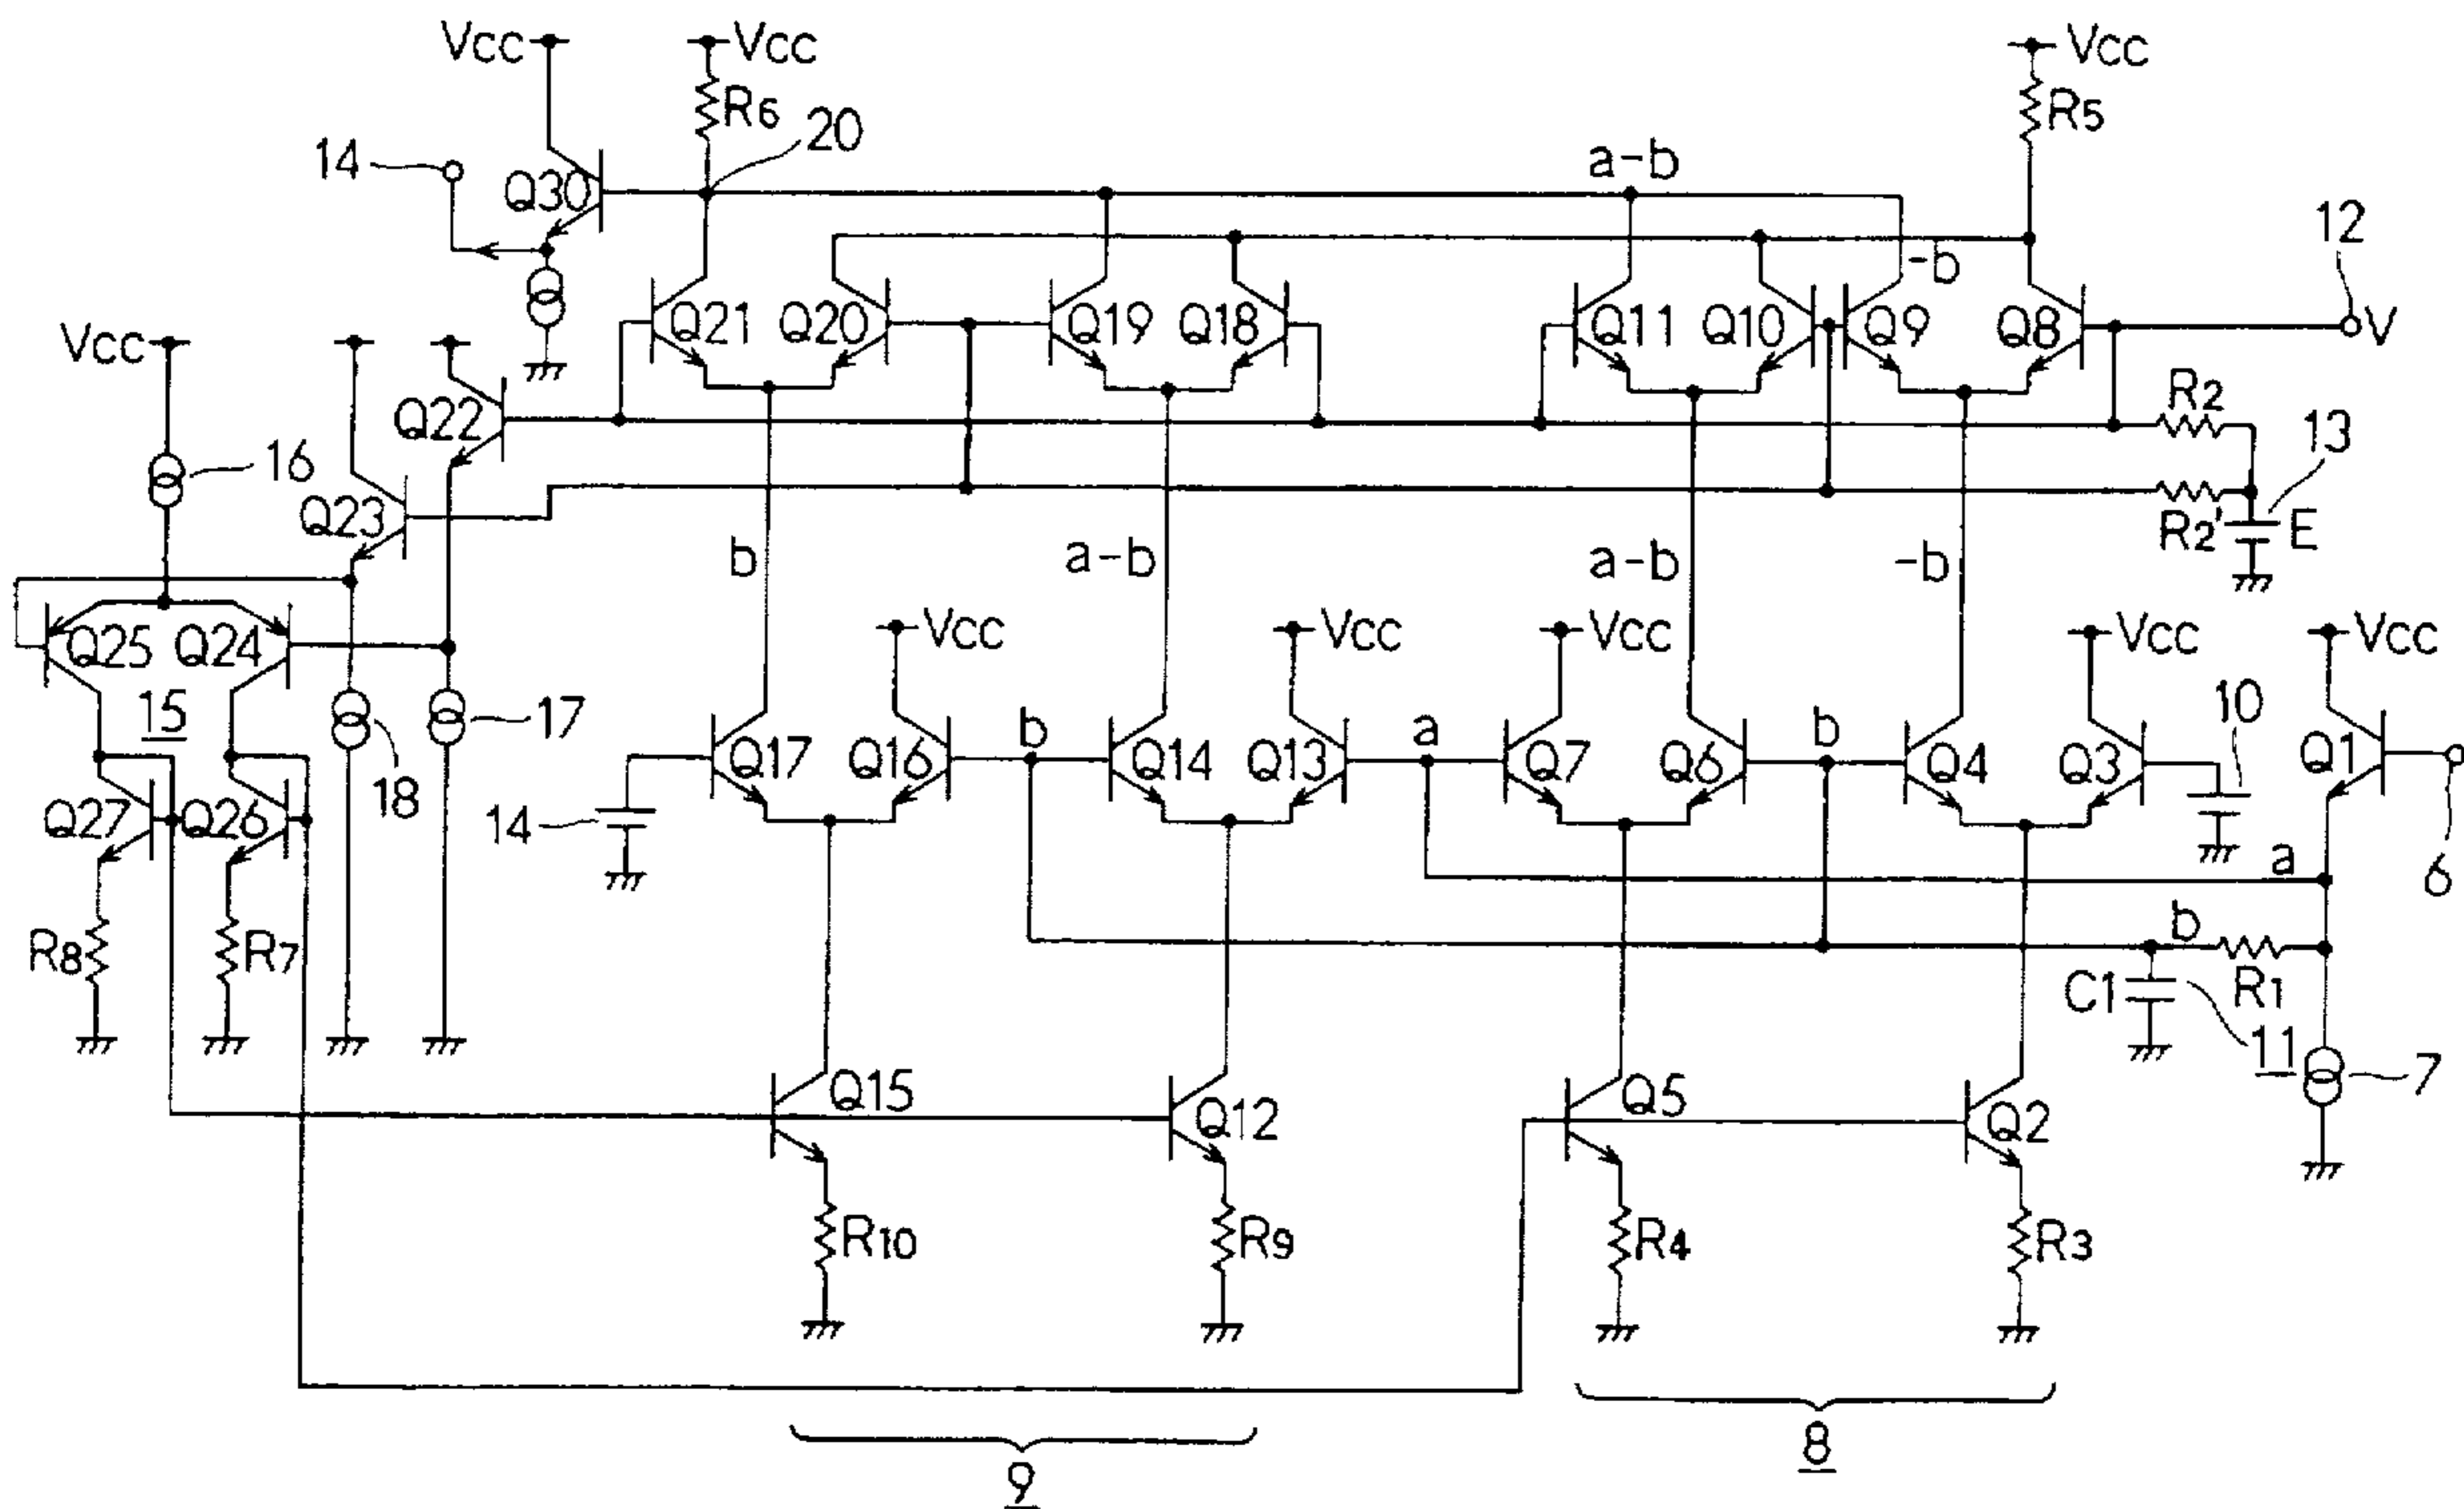 Vcc Vcc Vcc
R6 R5
14 Q30 20 a-b
12
-b
Q21 Q20 Q19 Q18 Q11 Q10 Q9 Q8 V
Vcc
Q22 R2 13
16
Q23 R2' E
b a-b a-b -b
Q25 Q24 Vcc Vcc Vcc Vcc Vcc
15 17 10
b a b
Q17 Q16 Q14 Q13 Q7 Q6 Q4 Q3 Q1
Q27 Q26 18 14
a 6
b
R8 R7 C1 R1
11 7
Q15 Q12 Q5 Q2
R10 R9 R4 R3
9 8